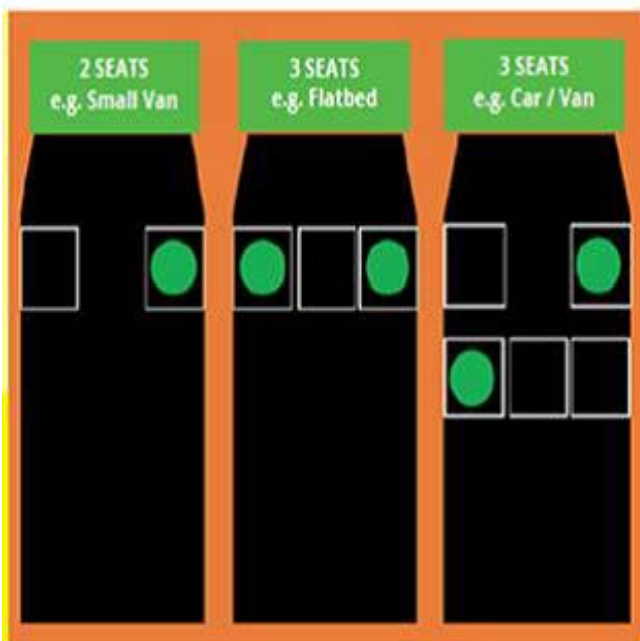 2 SEATS
e.g. Small Van
3 SEATS
e.g. Flatbed
3 SEATS
e.g. Car / Van